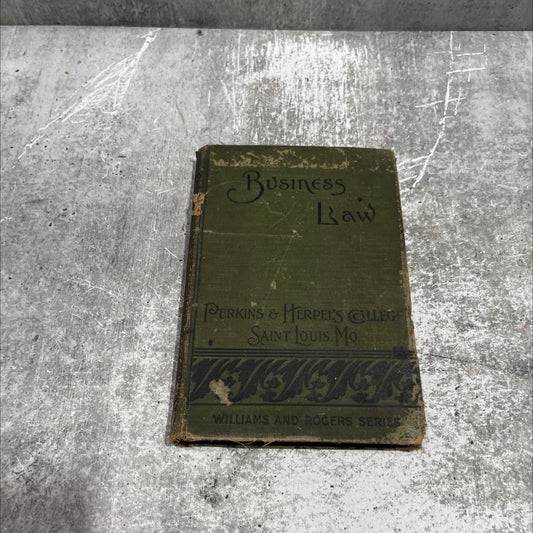 Business
Law
Perkins & Herpel's College
Saint Louis, Mo.
WILLIAMS AND ROGERS SERIES